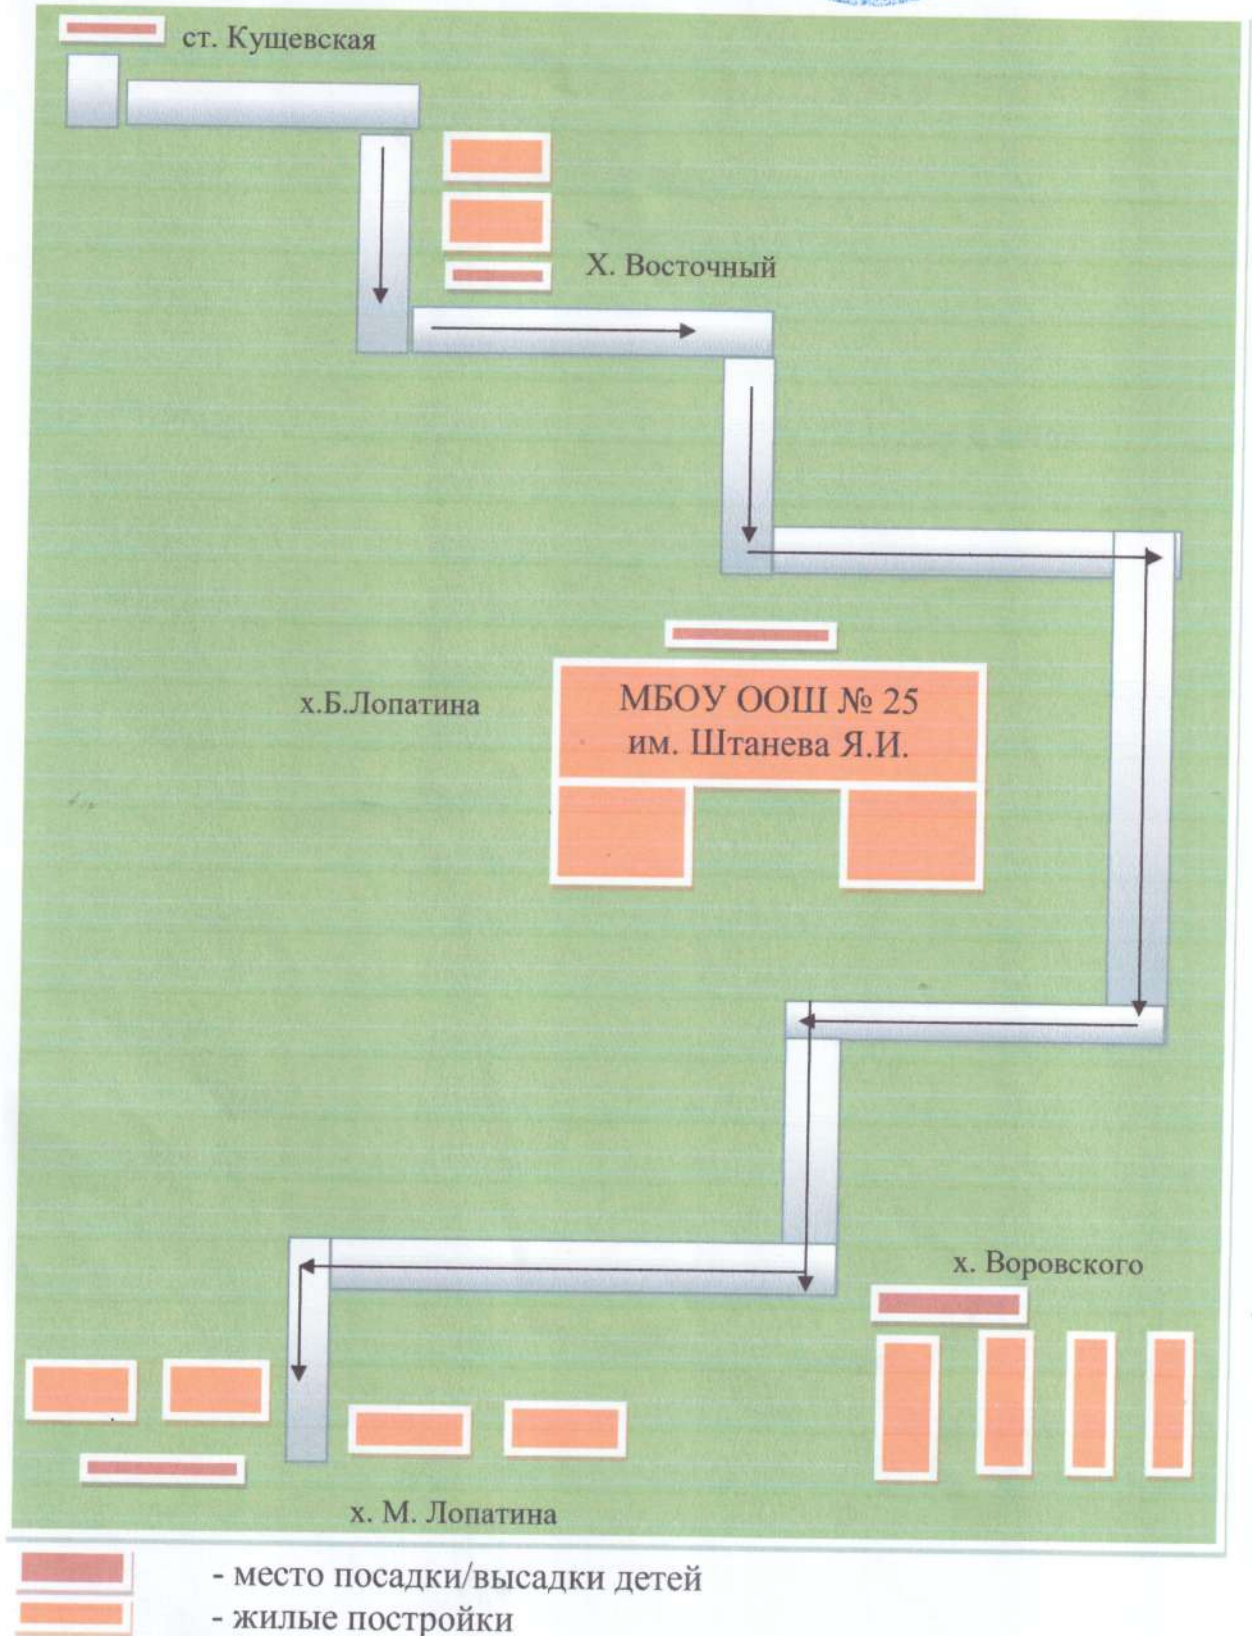 ст. Кущевская
Х. Восточный
х.Б.Лопатина
МБОУ ООШ № 25
им. Штанева Я.И.
х. Воровского
х. М. Лопатина
- место посадки/высадки детей
- жилые постройки